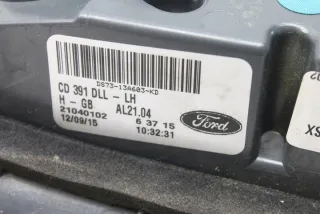 DS73-13A603-KD
CD 391 DLL - LH
H - GB AL21.04
21040102 6 37 15
12/09/15 10:32:31
Ford
SX